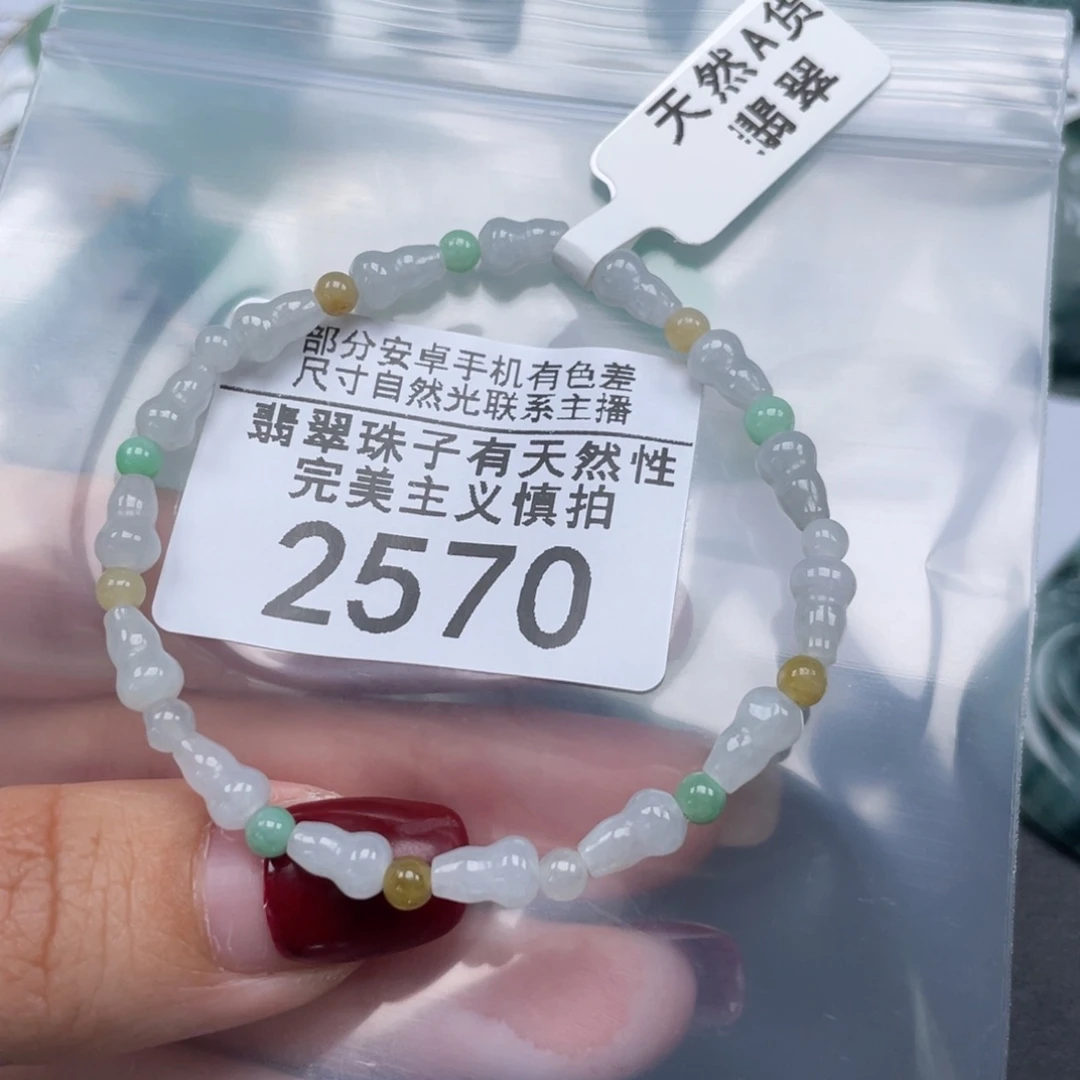 天然A货
翡翠
部分安卓手机有色差
尺寸自然光联系主播
翡翠珠子有天然性
完美主义慎拍
2570